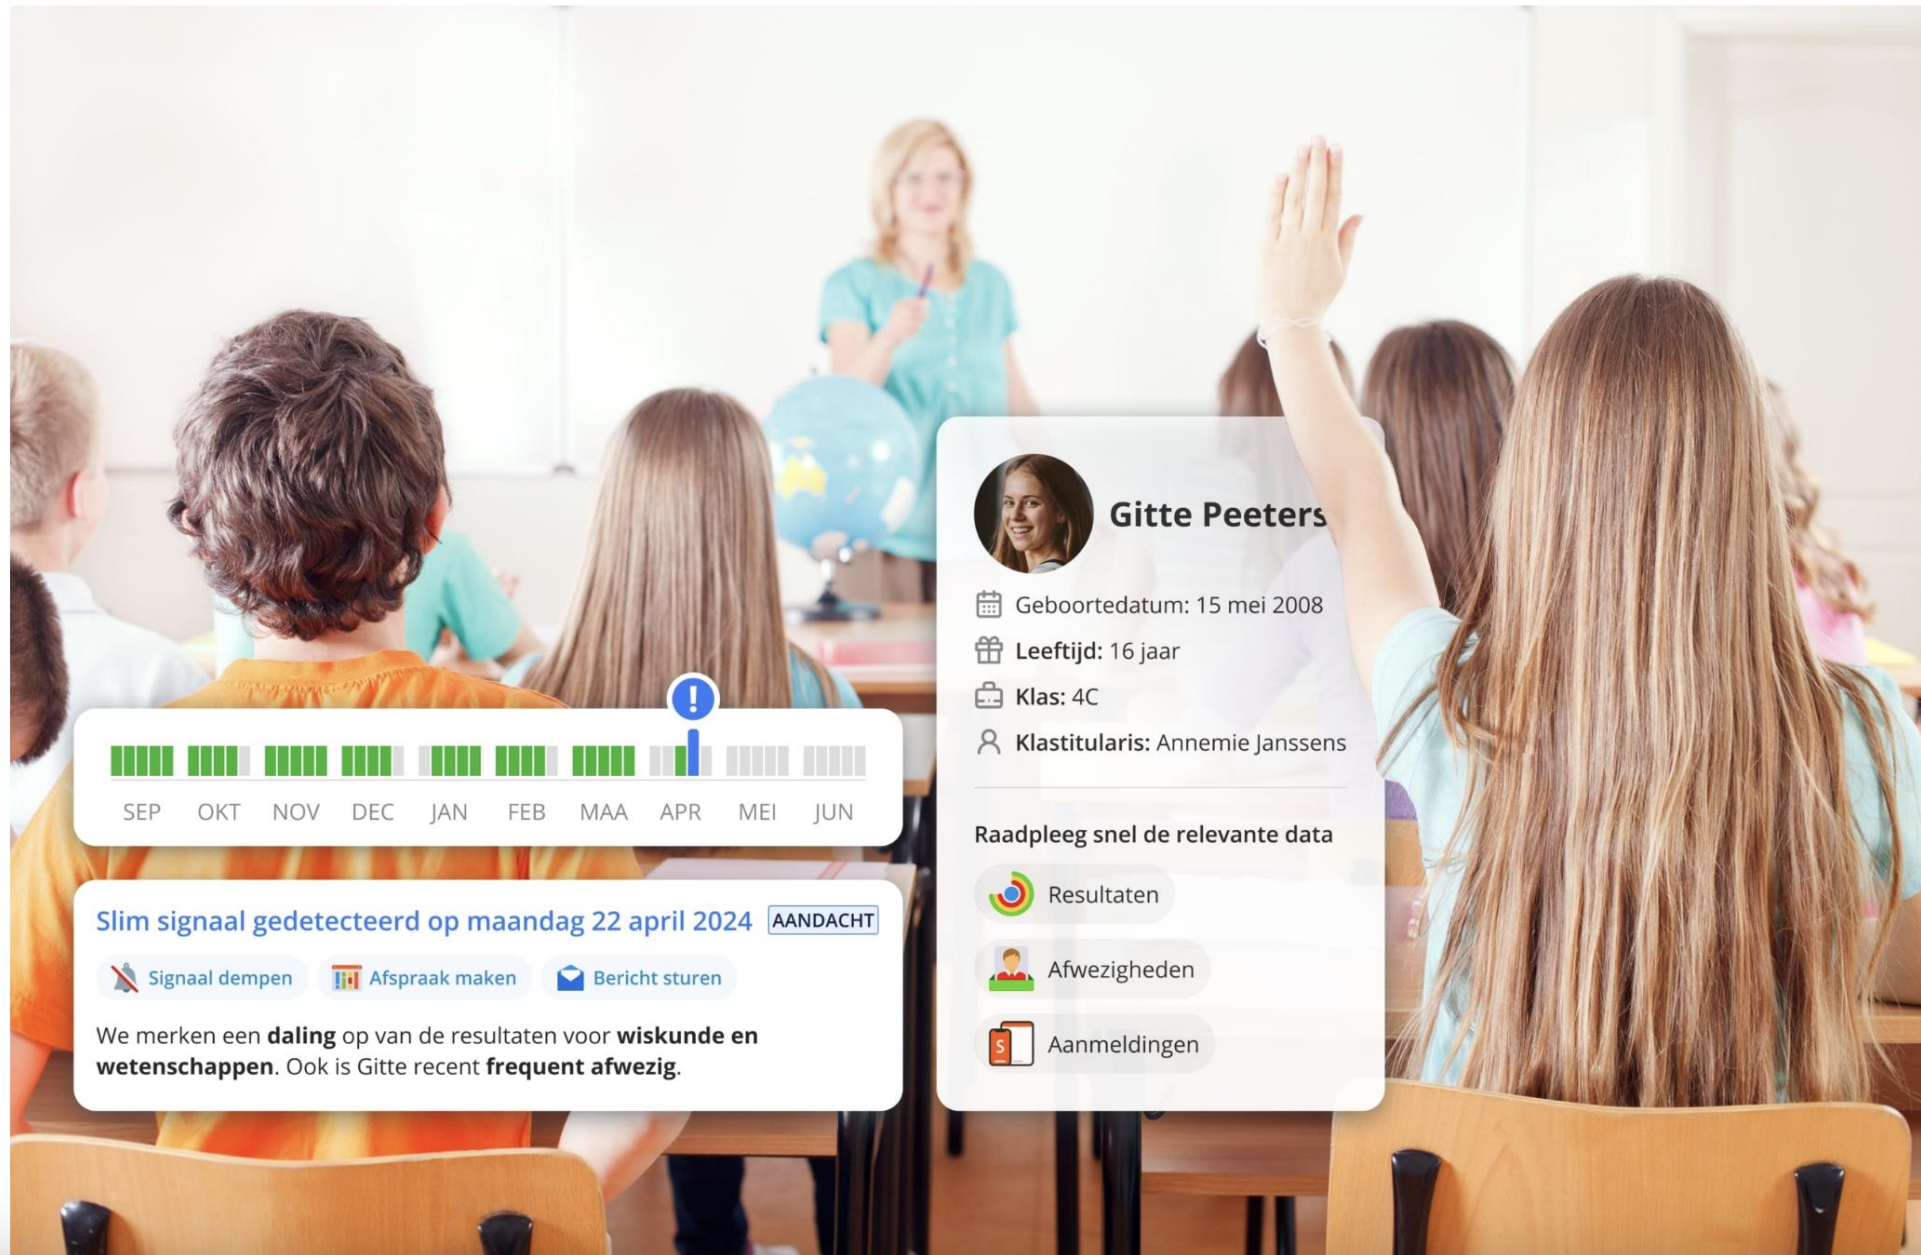 Gitte Peeters
Geboortedatum: 15 mei 2008
Leeftijd: 16 jaar
Klas: 4C
Klastitularis: Annemie Janssens
Raadpleeg snel de relevante data
Resultaten
Afwezigheden
S Aanmeldingen
!
SEP OKT NOV DEC JAN FEB MAA APR MEI JUN
Slim signaal gedetecteerd op maandag 22 april 2024 AANDACHT
Signaal dempen Afspraak maken Bericht sturen
We merken een daling op van de resultaten voor wiskunde en
wetenschappen. Ook is Gitte recent frequent afwezig.